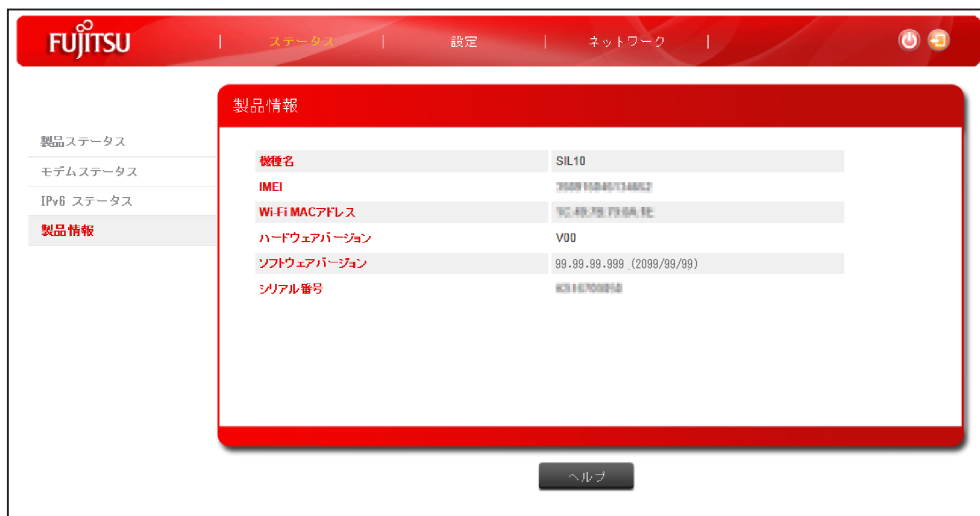 FUJITSU
ステータス
設定
ネットワーク
製品情報
製品ステータス
モデムステータス
IPv6 ステータス
製品情報
機種名 SIL10
IMEI
Wi-Fi MACアドレス
ハードウェアバージョン V00
ソフトウェアバージョン 99.99.99.999 (2099/99/99)
シリアル番号
ヘルプ